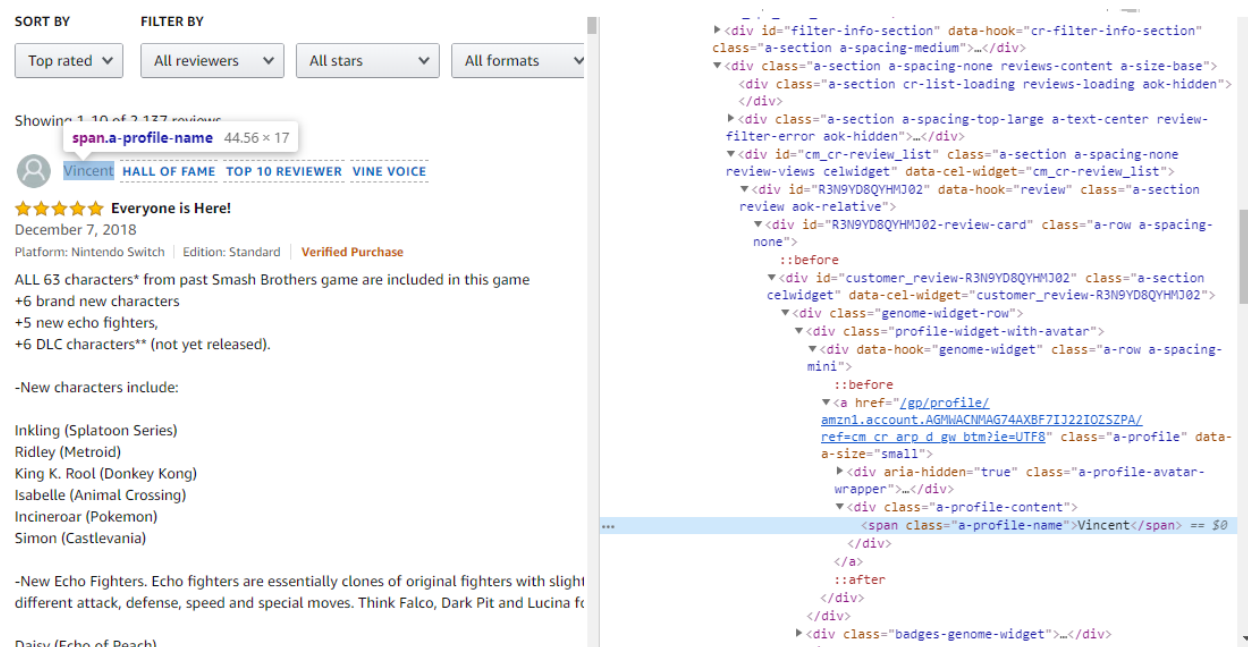 SORT BY FILTER BY
Top rated All reviewers All stars All formats
Showing 1-10 of 2,137 reviews
span.a-profile-name 44.56 × 17
Vincent HALL OF FAME TOP 10 REVIEWER VINE VOICE
Everyone is Here!
December 7, 2018
Platform: Nintendo Switch | Edition: Standard | Verified Purchase
ALL 63 characters* from past Smash Brothers game are included in this game
+6 brand new characters
+5 new echo fighters,
+6 DLC characters** (not yet released).
-New characters include:
Inkling (Splatoon Series)
Ridley (Metroid)
King K. Rool (Donkey Kong)
Isabelle (Animal Crossing)
Incineroar (Pokemon)
Simon (Castlevania)
-New Echo Fighters. Echo fighters are essentially clones of original fighters with slight
different attack, defense, speed and special moves. Think Falco, Dark Pit and Lucina
Daisy (Echo of Peach)
<div id="filter-info-section" data-hook="cr-filter-info-section"
class="a-section a-spacing-medium">…</div>
<div class="a-section a-spacing-none reviews-content a-size-base">
<div class="a-section cr-list-loading reviews-loading aok-hidden">
</div>
<div class="a-section a-spacing-top-large a-text-center review-
filter-error aok-hidden">…</div>
<div id="cm_cr-review_list" class="a-section a-spacing-none
review-views celwidget" data-cel-widget="cm_cr-review_list">
<div id="R3N9YD8QYHMJ02" data-hook="review" class="a-section
review aok-relative">
<div id="R3N9YD8QYHMJ02-review-card" class="a-row a-spacing-
none">
::before
<div id="customer_review-R3N9YD8QYHMJ02" class="a-section
celwidget" data-cel-widget="customer_review-R3N9YD8QYHMJ02">
<div class="genome-widget-row">
<div class="profile-widget-with-avatar">
<div data-hook="genome-widget" class="a-row a-spacing-
mini">
::before
<a href="/gp/profile/
amzn1.account.AGMWACNMAG74AXBF7IJ22IOZSZPA/
ref=cm_cr_arp_d_gw_btm?ie=UTF8" class="a-profile" data-
a-size="small">
<div aria-hidden="true" class="a-profile-avatar-
wrapper">…</div>
<div class="a-profile-content">
<span class="a-profile-name">Vincent</span> == $0
</div>
</a>
::after
</div>
</div>
<div class="badges-genome-widget">…</div>